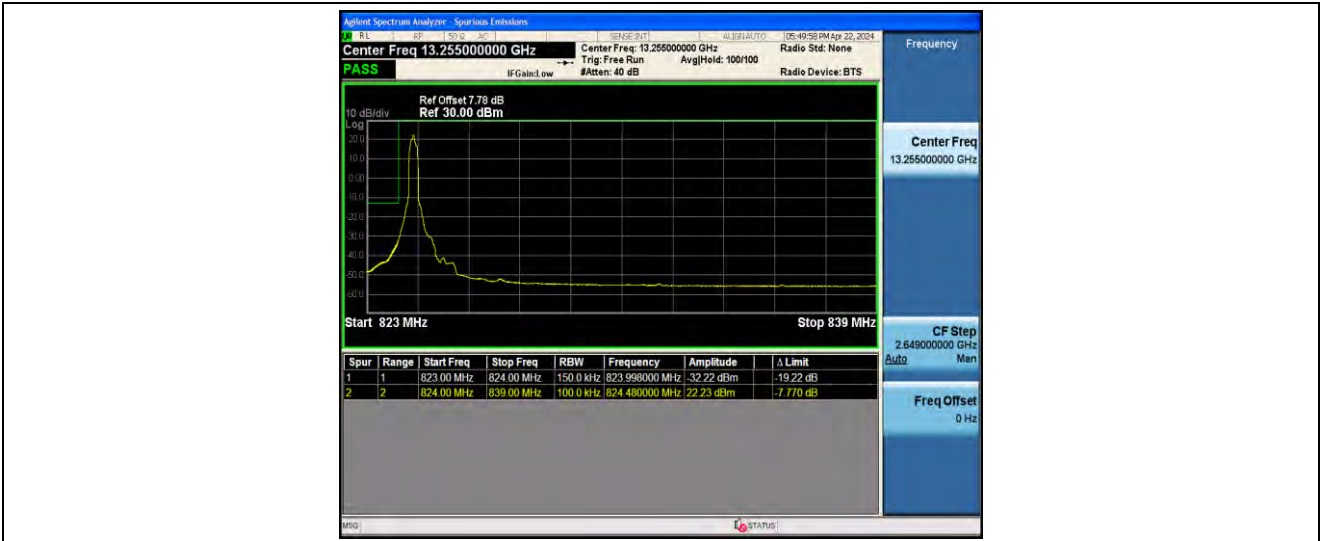 Agilent Spectrum Analyzer - Spurious Emissions
RL RF 50 Ω AC SENSE:INT ALIGNAUTO 05:49:58 PM Apr 22, 2024
Center Freq 13.255000000 GHz
Center Freq: 13.255000000 GHz Radio Std: None
Trig: Free Run Avg|Hold: 100/100
PASS IFGain:Low #Atten: 40 dB Radio Device: BTS
Ref Offset 7.78 dB
10 dB/div Ref 30.00 dBm
Log
20.0
10.0
0.00
-10.0
-20.0
-30.0
-40.0
-50.0
-60.0
Start 823 MHz Stop 839 MHz
Spur Range Start Freq Stop Freq RBW Frequency Amplitude Δ Limit
1 1 823.00 MHz 824.00 MHz 150.0 kHz 823.998000 MHz -32.22 dBm -19.22 dB
2 2 824.00 MHz 839.00 MHz 100.0 kHz 824.480000 MHz 22.23 dBm -7.770 dB
MSG STATUS
Frequency
Center Freq
13.255000000 GHz
CF Step
2.649000000 GHz
Auto Man
Freq Offset
0 Hz